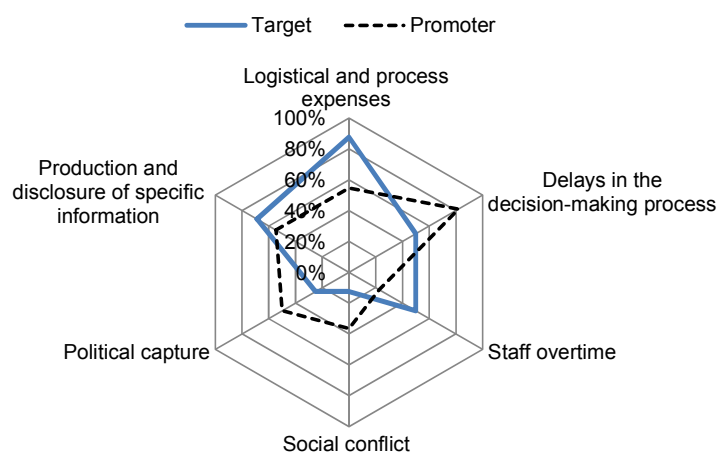 Target Promoter
Logistical and process
expenses
100%
80%
60%
40%
20%
0%
Production and
disclosure of specific
information
Delays in the
decision-making process
Political capture
Staff overtime
Social conflict